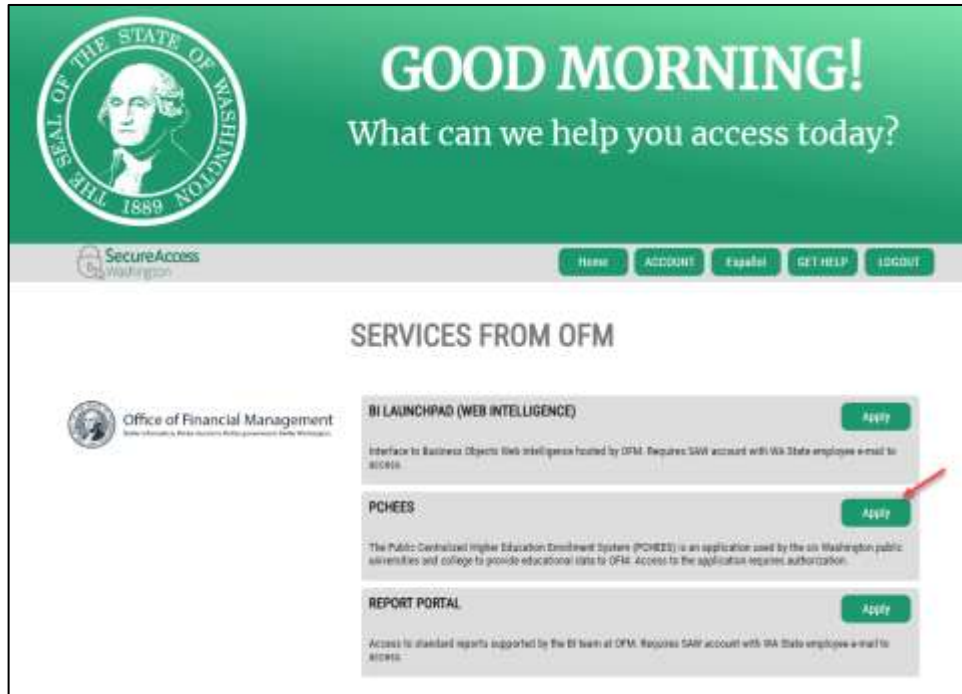 THE SEAL OF THE STATE OF WASHINGTON
1889
GOOD MORNING!
What can we help you access today?
SecureAccess
Washington
Home
ACCOUNT
Español
GET HELP
LOGOUT
SERVICES FROM OFM
Office of Financial Management
BI LAUNCHPAD (WEB INTELLIGENCE)
Apply
Interface to Business Objects Web Intelligence hosted by OFM. Requires SAW account with WA State employee e-mail to
access.
PCHEES
Apply
The Public Centralized Higher Education Enrollment System (PCHEES) is an application used by the six Washington public
universities and college to provide educational data to OFM. Access to the application requires authorization.
REPORT PORTAL
Apply
Access to standard reports supported by the BI team at OFM. Requires SAW account with WA State employee e-mail to
access.